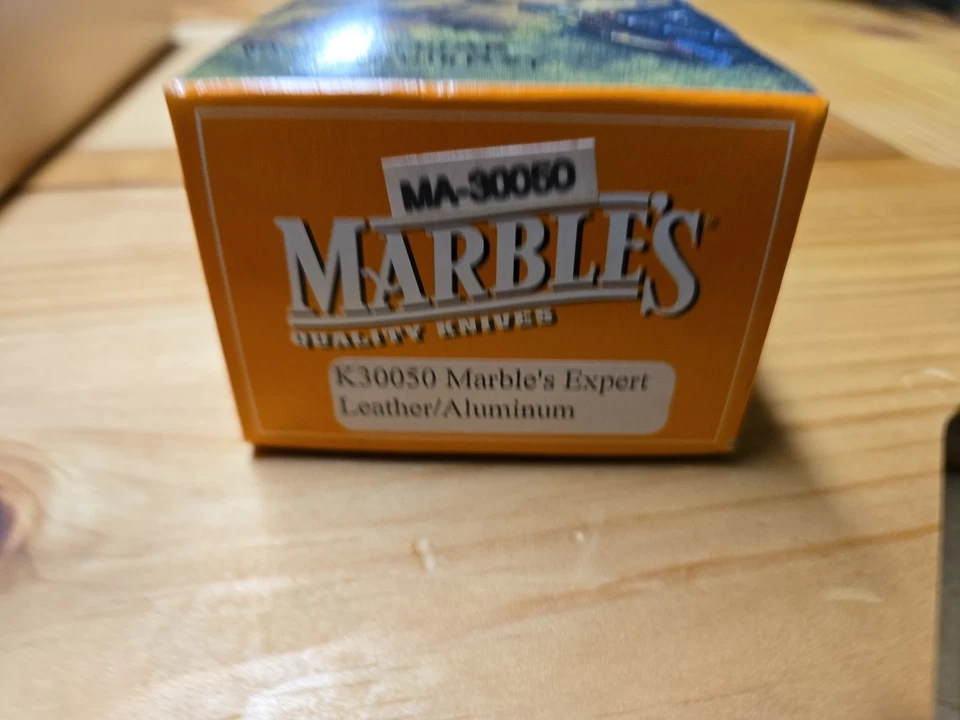 MA-30050
MARBLE'S
QUALITY KNIVES
K30050 Marble's Expert
Leather/Aluminum